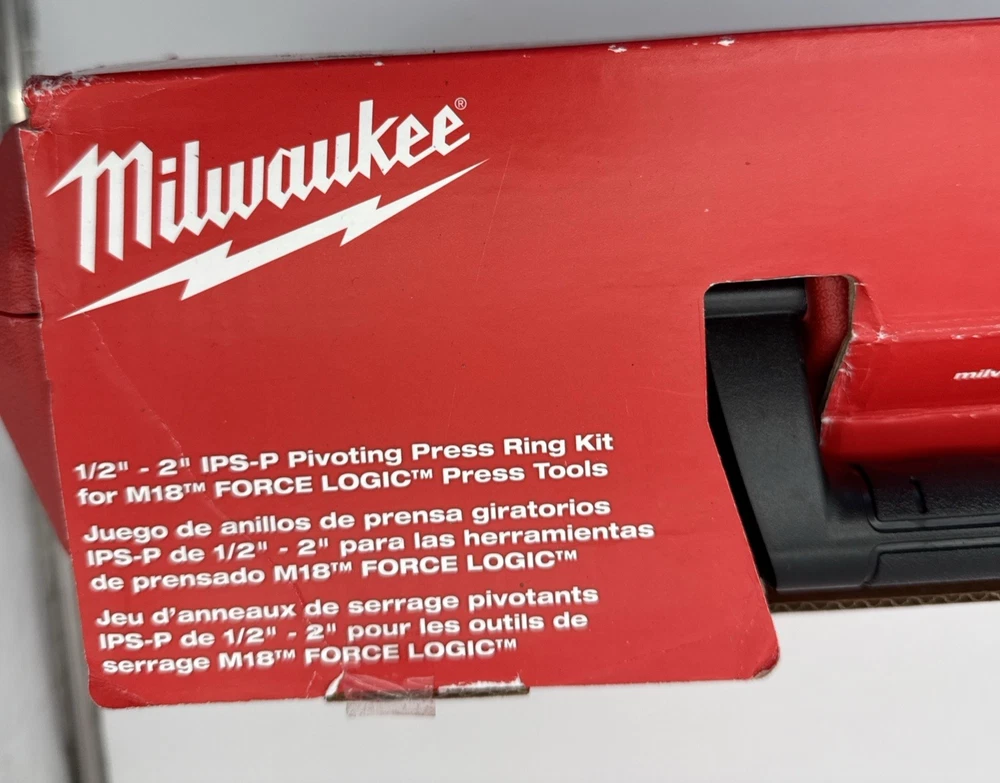 Milwaukee®
1/2" - 2" IPS-P Pivoting Press Ring Kit
for M18™ FORCE LOGIC™ Press Tools
Juego de anillos de prensa giratorios
IPS-P de 1/2" - 2" para las herramientas
de prensado M18™ FORCE LOGIC™
Jeu d'anneaux de serrage pivotants
IPS-P de 1/2" - 2" pour les outils de
serrage M18™ FORCE LOGIC™